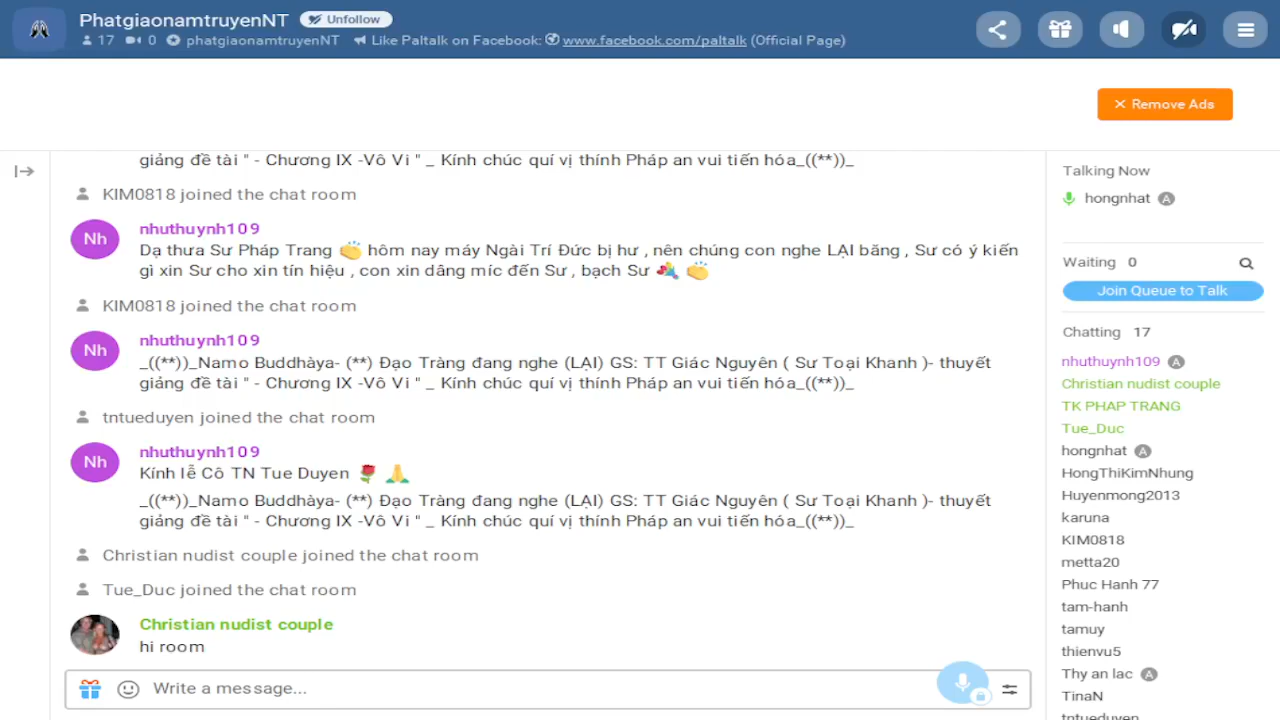 PhatgiaonamtruyenNT Unfollow
17 0 phatgiaonamtruyenNT Like Paltalk on Facebook: www.facebook.com/paltalk (Official Page)
Remove Ads
giảng đề tài " - Chương IX -Vô Vi " _ Kính chúc quí vị thính Pháp an vui tiến hóa_((**))_
KIM0818 joined the chat room
Nh
nhuthuynh109
Dạ thưa Sư Pháp Trang 👏 hôm nay máy Ngài Trí Đức bị hư , nên chúng con nghe LẠI băng , Sư có ý kiến
gì xin Sư cho xin tín hiệu , con xin dâng míc đến Sư , bạch Sư 💐 👏
KIM0818 joined the chat room
Nh
nhuthuynh109
_((**))_Namo Buddhàya- (**) Đạo Tràng đang nghe (LẠI) GS: TT Giác Nguyên ( Sư Toại Khanh )- thuyết
giảng đề tài " - Chương IX -Vô Vi " _ Kính chúc quí vị thính Pháp an vui tiến hóa_((**))_
tntueduyen joined the chat room
Nh
nhuthuynh109
Kính lễ Cô TN Tue Duyen 🌹 🙏
_((**))_Namo Buddhàya- (**) Đạo Tràng đang nghe (LẠI) GS: TT Giác Nguyên ( Sư Toại Khanh )- thuyết
giảng đề tài " - Chương IX -Vô Vi " _ Kính chúc quí vị thính Pháp an vui tiến hóa_((**))_
Christian nudist couple joined the chat room
Tue_Duc joined the chat room
Christian nudist couple
hi room
Write a message...
Talking Now
hongnhat A
Waiting 0
Join Queue to Talk
Chatting 17
nhuthuynh109 A
Christian nudist couple
TK PHAP TRANG
Tue_Duc
hongnhat A
HongThiKimNhung
Huyenmong2013
karuna
KIM0818
metta20
Phuc Hanh 77
tam-hanh
tamuy
thienvu5
Thy an lac A
TinaN
tntueduyen